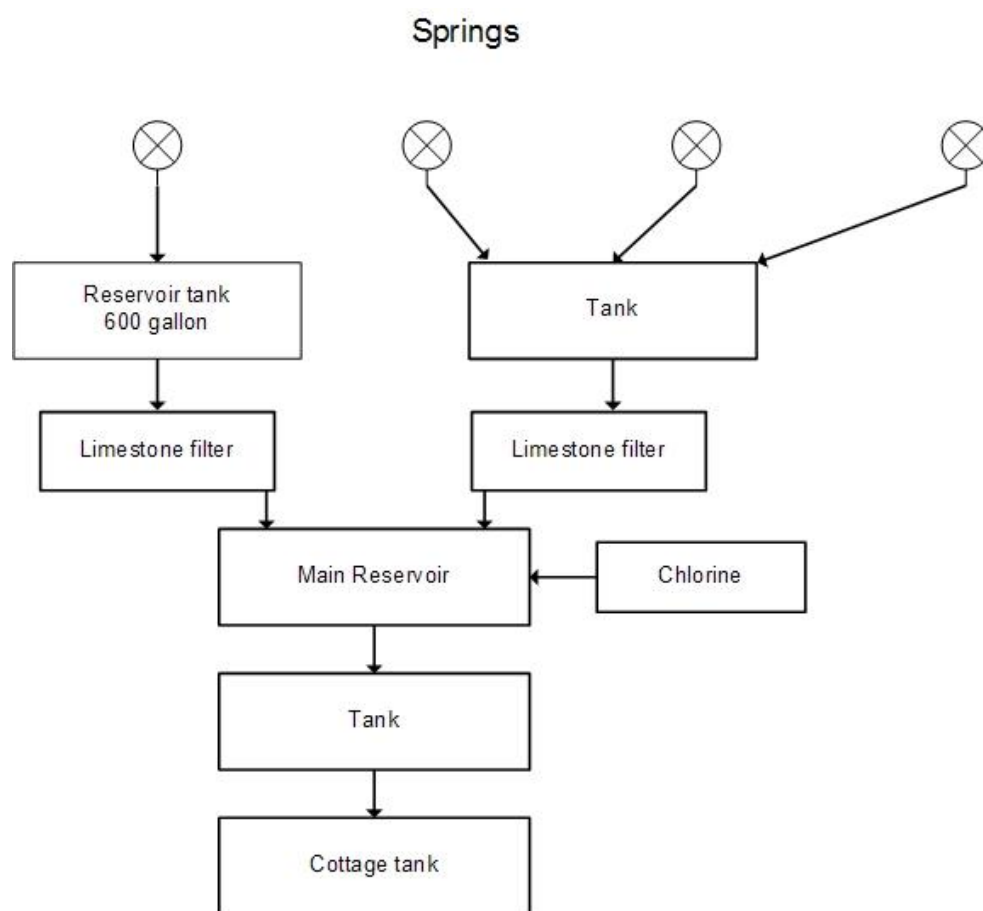 Springs
Reservoir tank
600 gallon
Tank
Limestone filter
Limestone filter
Main Reservoir
Chlorine
Tank
Cottage tank